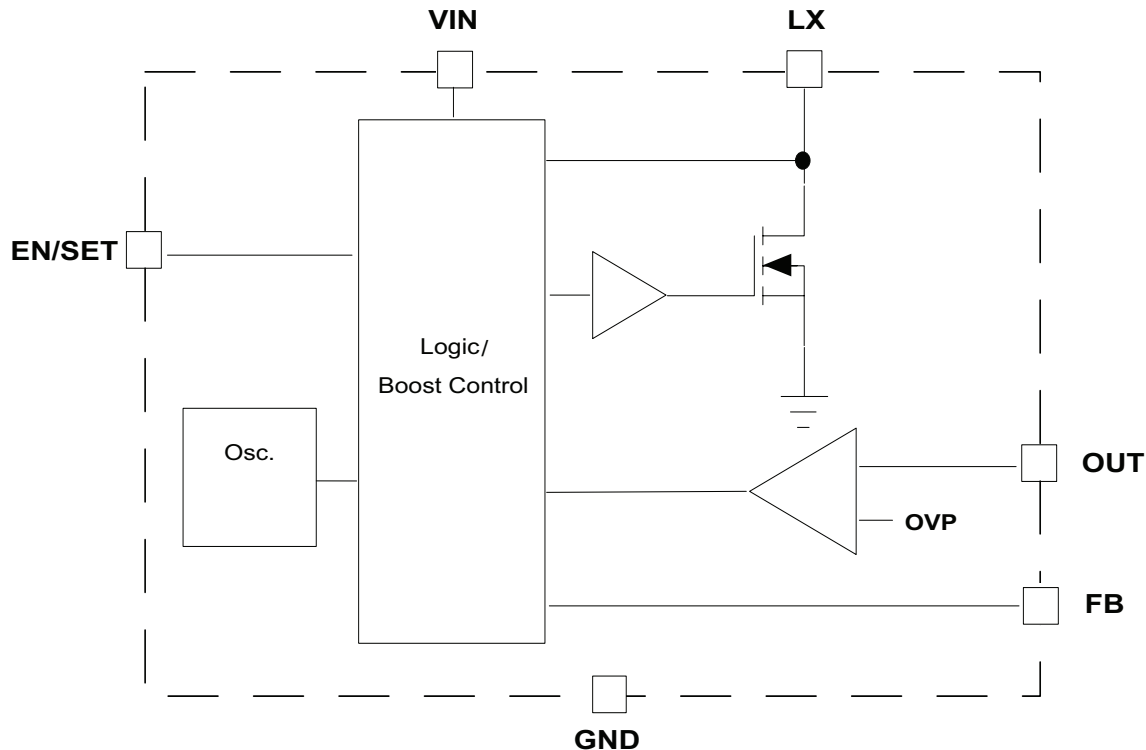 VIN
LX
EN/SET
Logic/
Boost Control
Osc.
OUT
OVP
FB
GND